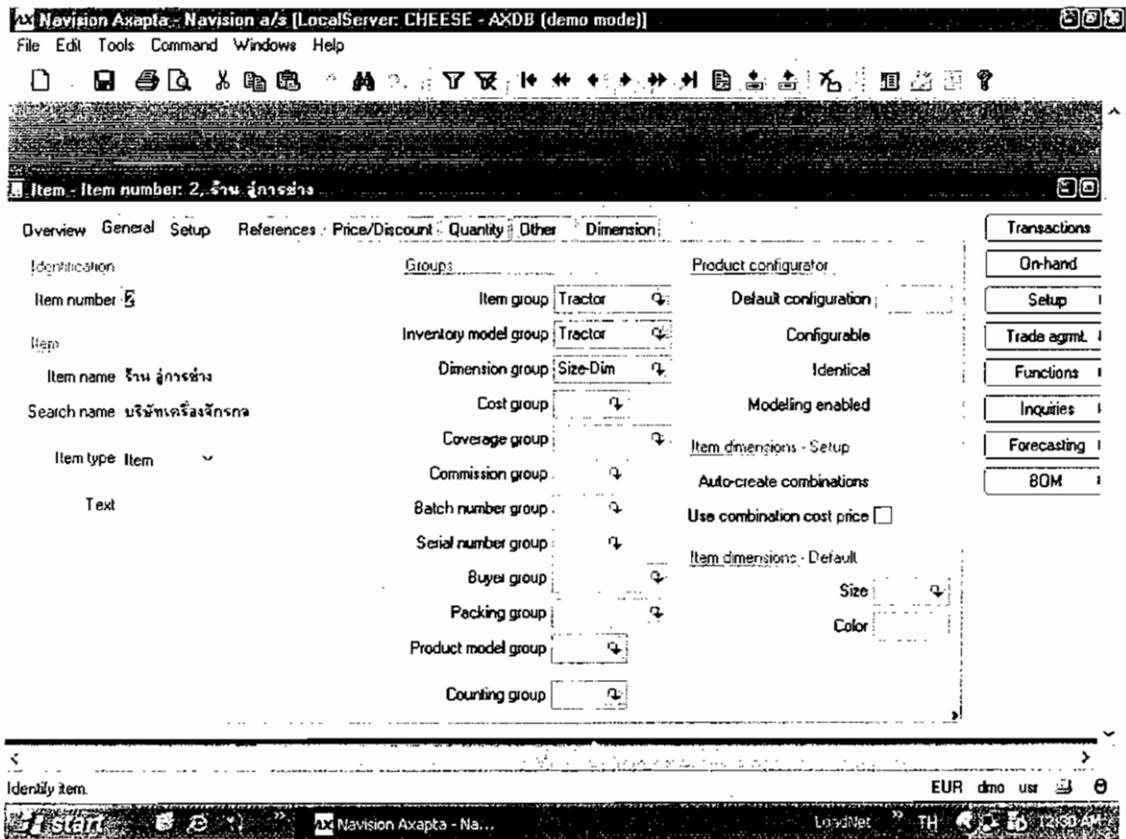 Navision Axapta - Navision a/s [LocalServer: CHEESE - AXDB (demo mode)]
File Edit Tools Command Windows Help
Item - Item number: 2, ร้าน อู่การช่าง
Overview General Setup References Price/Discount Quantity Other Dimension
Identification
Item number 2
Item
Item name ร้าน อู่การช่าง
Search name บริษัทเครื่องจักรกล
Item type Item
Text
Groups
Item group Tractor
Inventory model group Tractor
Dimension group Size-Dim
Cost group
Coverage group
Commission group
Batch number group
Serial number group
Buyer group
Packing group
Product model group
Counting group
Product configurator
Default configuration
Configurable
Identical
Modelling enabled
Item dimensions - Setup
Auto-create combinations
Use combination cost price
Item dimensions - Default
Size
Color
Transactions
On-hand
Setup
Trade agrmt.
Functions
Inquiries
Forecasting
BOM
Identify item.
EUR dmo usr
start
Navision Axapta - Na...
LoadNet
TH
12:30 AM